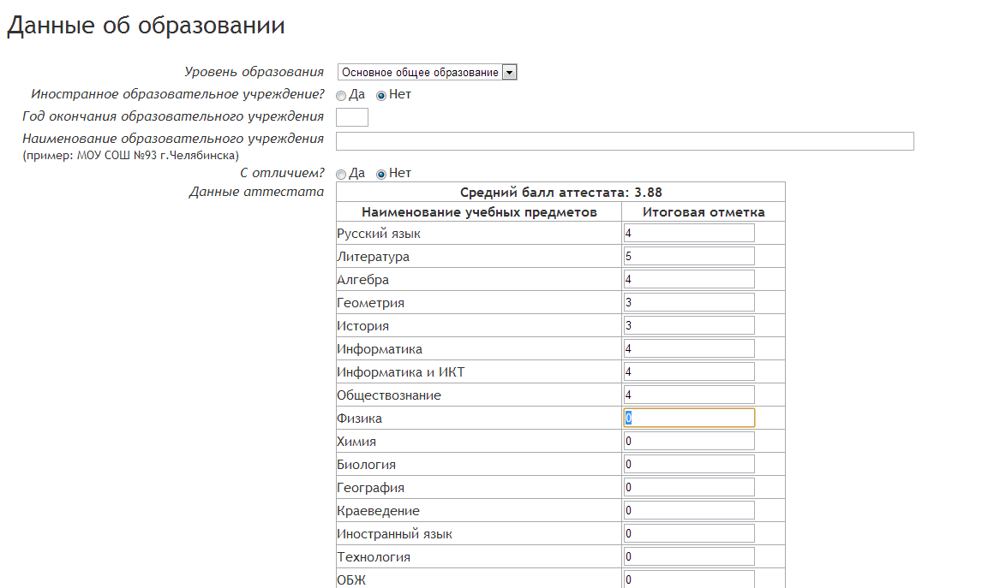 Данные об образовании
Уровень образования Основное общее образование
Иностранное образовательное учреждение? Да Нет
Год окончания образовательного учреждения
Наименование образовательного учреждения
(пример: МОУ СОШ №93 г.Челябинска)
С отличием? Да Нет
Данные аттестата Средний балл аттестата: 3.88
Наименование учебных предметов Итоговая отметка
Русский язык 4
Литература 5
Алгебра 4
Геометрия 3
История 3
Информатика 4
Информатика и ИКТ 4
Обществознание 4
Физика 0
Химия 0
Биология 0
География 0
Краеведение 0
Иностранный язык 0
Технология 0
ОБЖ 0